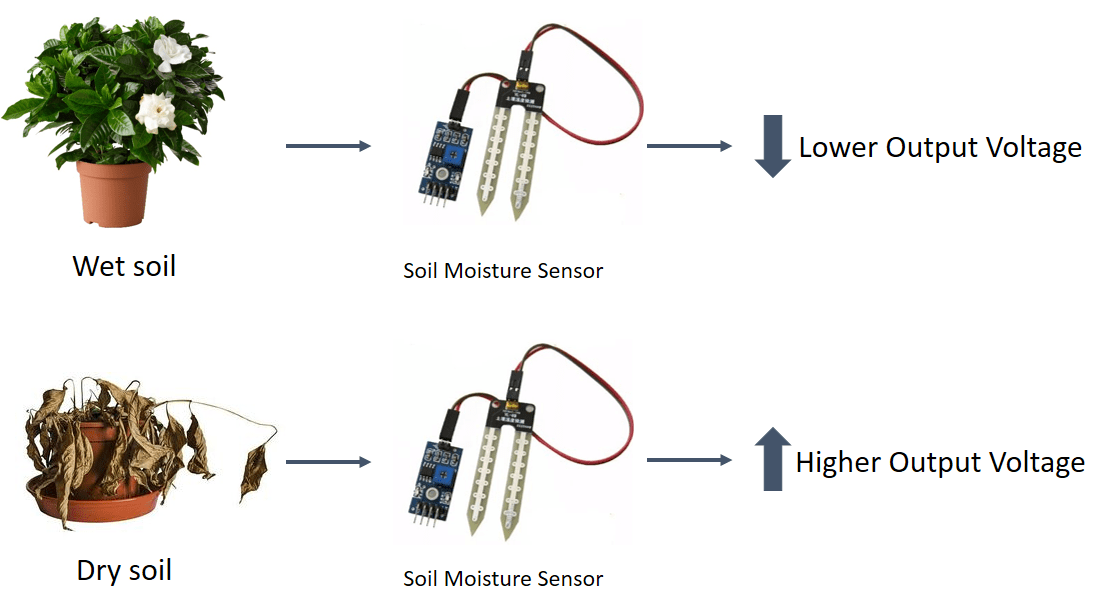 Lower Output Voltage
Wet soil
Soil Moisture Sensor
Higher Output Voltage
Dry soil
Soil Moisture Sensor